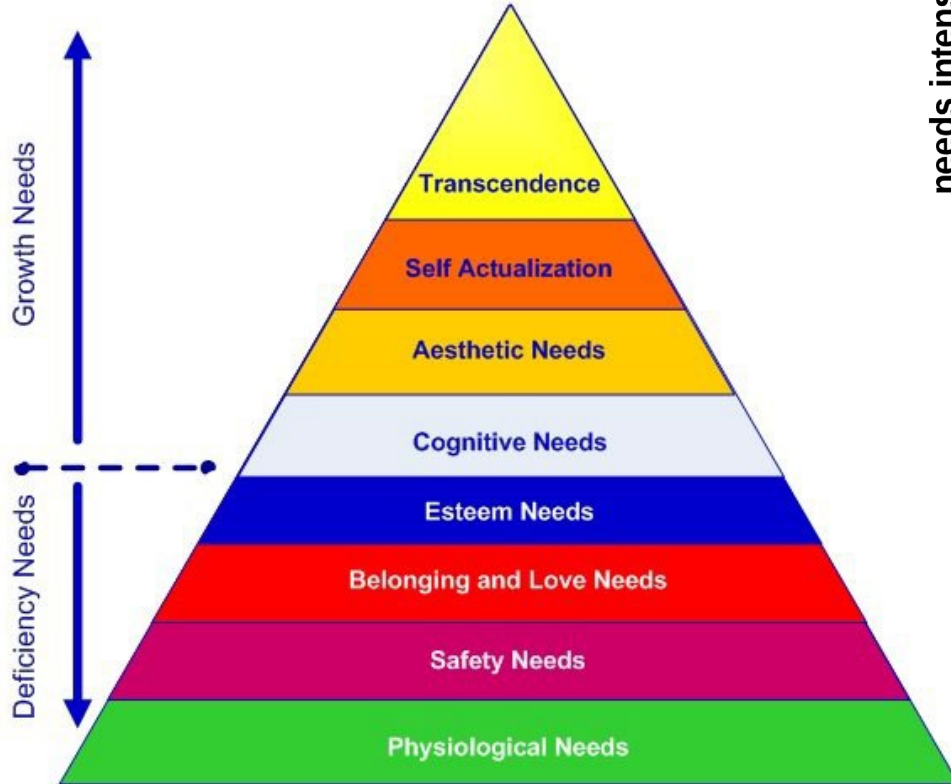 Growth Needs
Deficiency Needs
Transcendence
Self Actualization
Aesthetic Needs
Cognitive Needs
Esteem Needs
Belonging and Love Needs
Safety Needs
Physiological Needs
needs